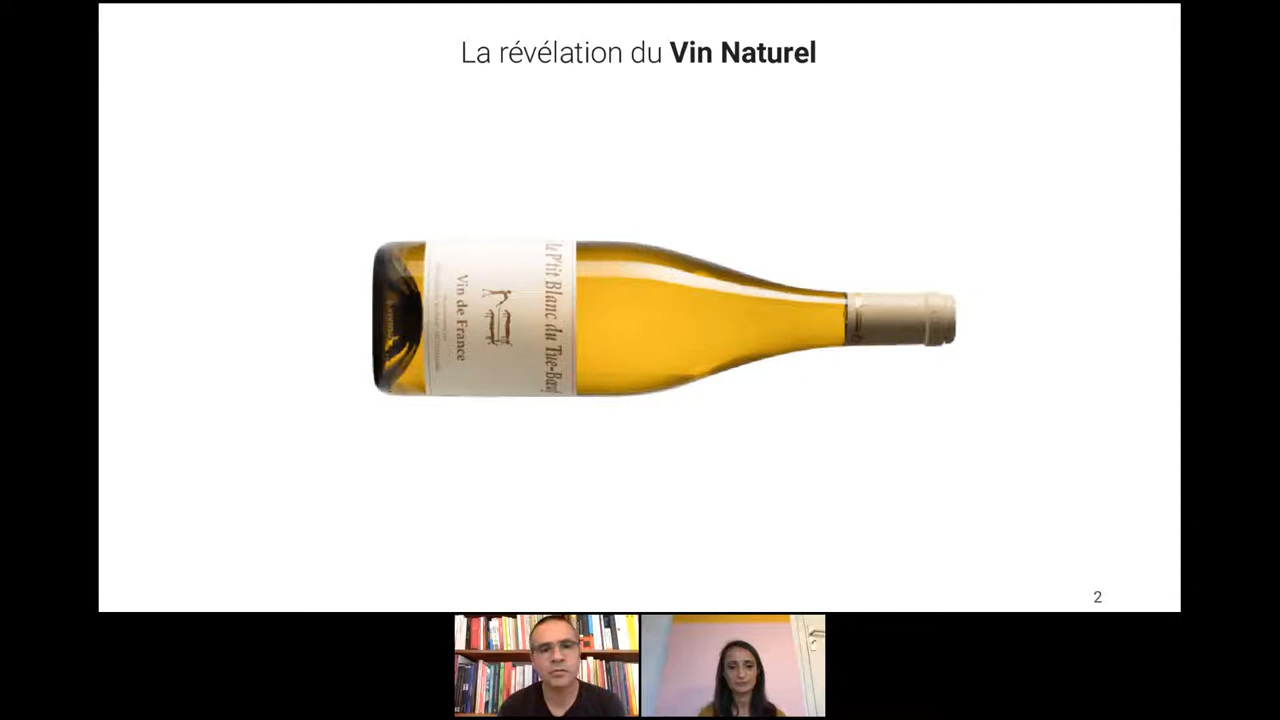 La révélation du Vin Naturel
Le P'tit Blanc du Tue-Bœuf
Vin de France
2